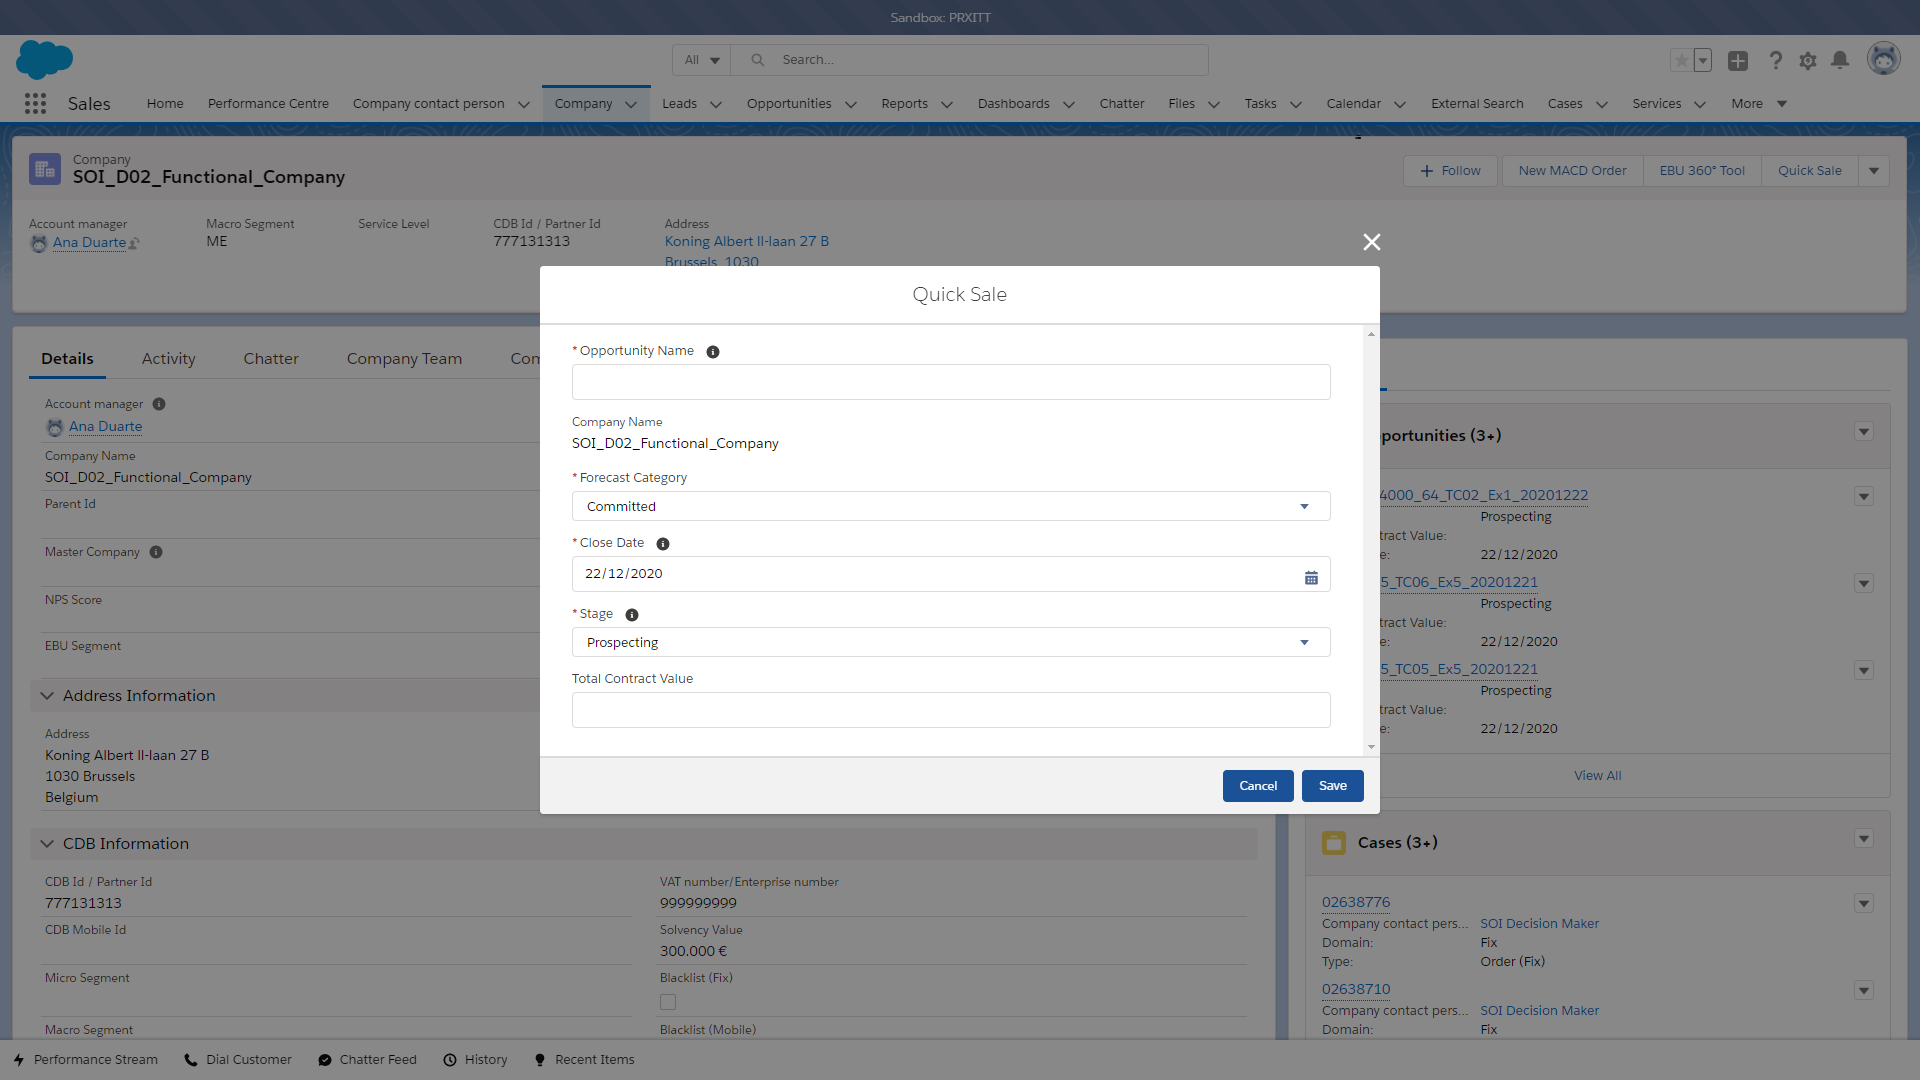 Sandbox: PRXITT
All
Search...
Sales
Home
Performance Centre
Company contact person
Company
Leads
Opportunities
Reports
Dashboards
Chatter
Files
Tasks
Calendar
External Search
Cases
Services
More
Company
SOI_D02_Functional_Company
Follow
New MACD Order
EBU 360° Tool
Quick Sale
Account manager
Ana Duarte
Macro Segment
ME
Service Level
CDB Id / Partner Id
777131313
Address
Koning Albert II-laan 27 B
Brussels 1030
Details
Activity
Chatter
Company Team
Com
Account manager
Ana Duarte
Company Name
SOI_D02_Functional_Company
Parent Id
Master Company
NPS Score
EBU Segment
Address Information
Address
Koning Albert II-laan 27 B
1030 Brussels
Belgium
CDB Information
CDB Id / Partner Id
777131313
CDB Mobile Id
Micro Segment
Macro Segment
VAT number/Enterprise number
999999999
Solvency Value
300.000 €
Blacklist (Fix)
Blacklist (Mobile)
Quick Sale
* Opportunity Name
Company Name
SOI_D02_Functional_Company
* Forecast Category
Committed
* Close Date
22/12/2020
* Stage
Prospecting
Total Contract Value
Cancel
Save
portunities (3+)
4000_64_TC02_Ex1_20201222
Prospecting
tract Value:
e:
22/12/2020
5_TC06_Ex5_20201221
Prospecting
tract Value:
e:
22/12/2020
5_TC05_Ex5_20201221
Prospecting
tract Value:
e:
22/12/2020
View All
Cases (3+)
02638776
Company contact pers... SOI Decision Maker
Domain: Fix
Type: Order (Fix)
02638710
Company contact pers... SOI Decision Maker
Domain: Fix
Performance Stream
Dial Customer
Chatter Feed
History
Recent Items